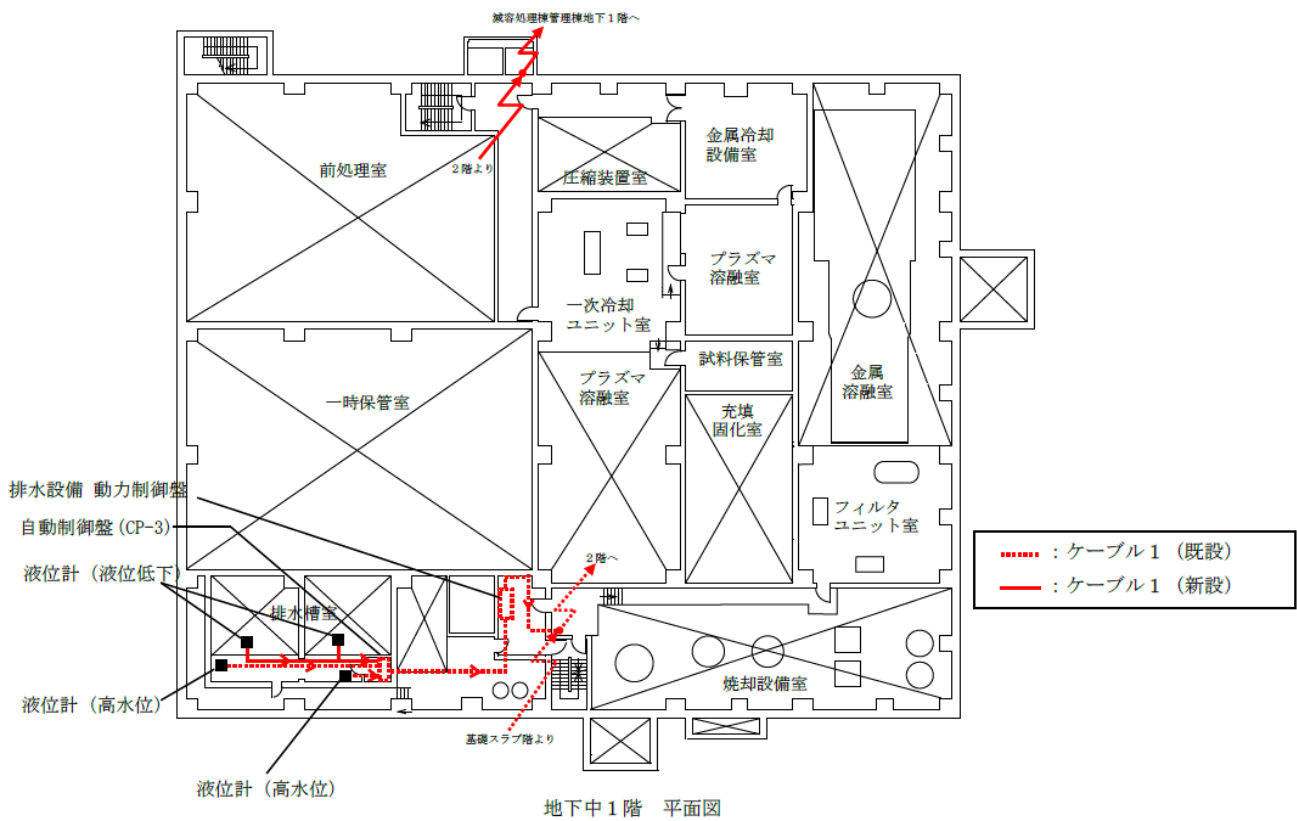 減容処理棟管理棟地下１階へ
２階より
前処理室
圧縮装置室
金属冷却
設備室
プラズマ
溶融室
一次冷却
ユニット室
試料保管室
金属
溶融室
一時保管室
プラズマ
溶融室
充填
固化室
フィルタ
ユニット室
排水設備 動力制御盤
自動制御盤(CP-3)
液位計（液位低下）
２階へ
排水槽室
：ケーブル１（既設）
：ケーブル１（新設）
焼却設備室
液位計（高水位）
基礎スラブ階より
液位計（高水位）
地下中１階　平面図